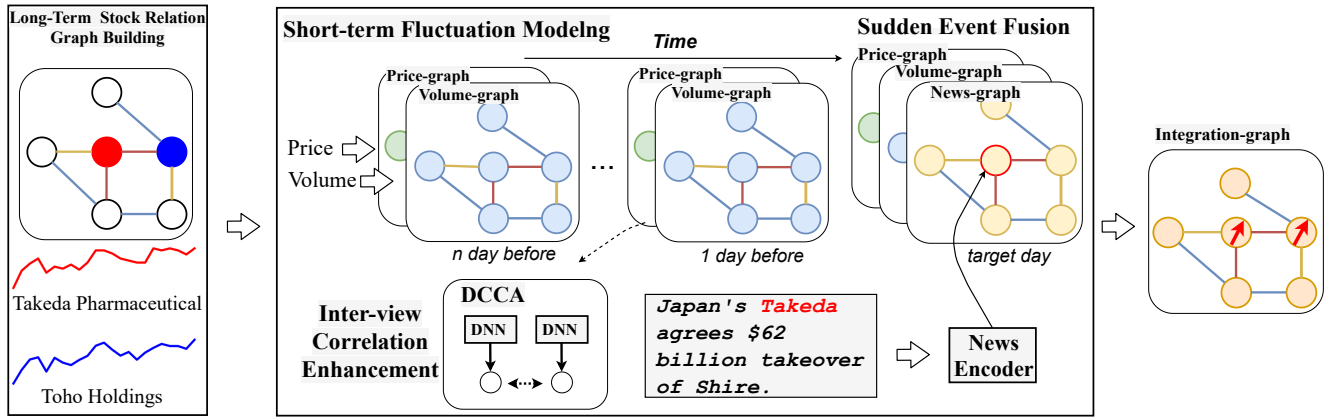 Long-Term Stock Relation
Graph Building
Takeda Pharmaceutical
Toho Holdings
Short-term Fluctuation Modelng
Time
Sudden Event Fusion
Price-graph
Volume-graph
Price-graph
Volume-graph
Price-graph
Volume-graph
News-graph
Price
Volume
...
n day before
1 day before
target day
Inter-view
Correlation
Enhancement
DCCA
DNN
DNN
Japan's Takeda
agrees $62
billion takeover
of Shire.
News
Encoder
Integration-graph